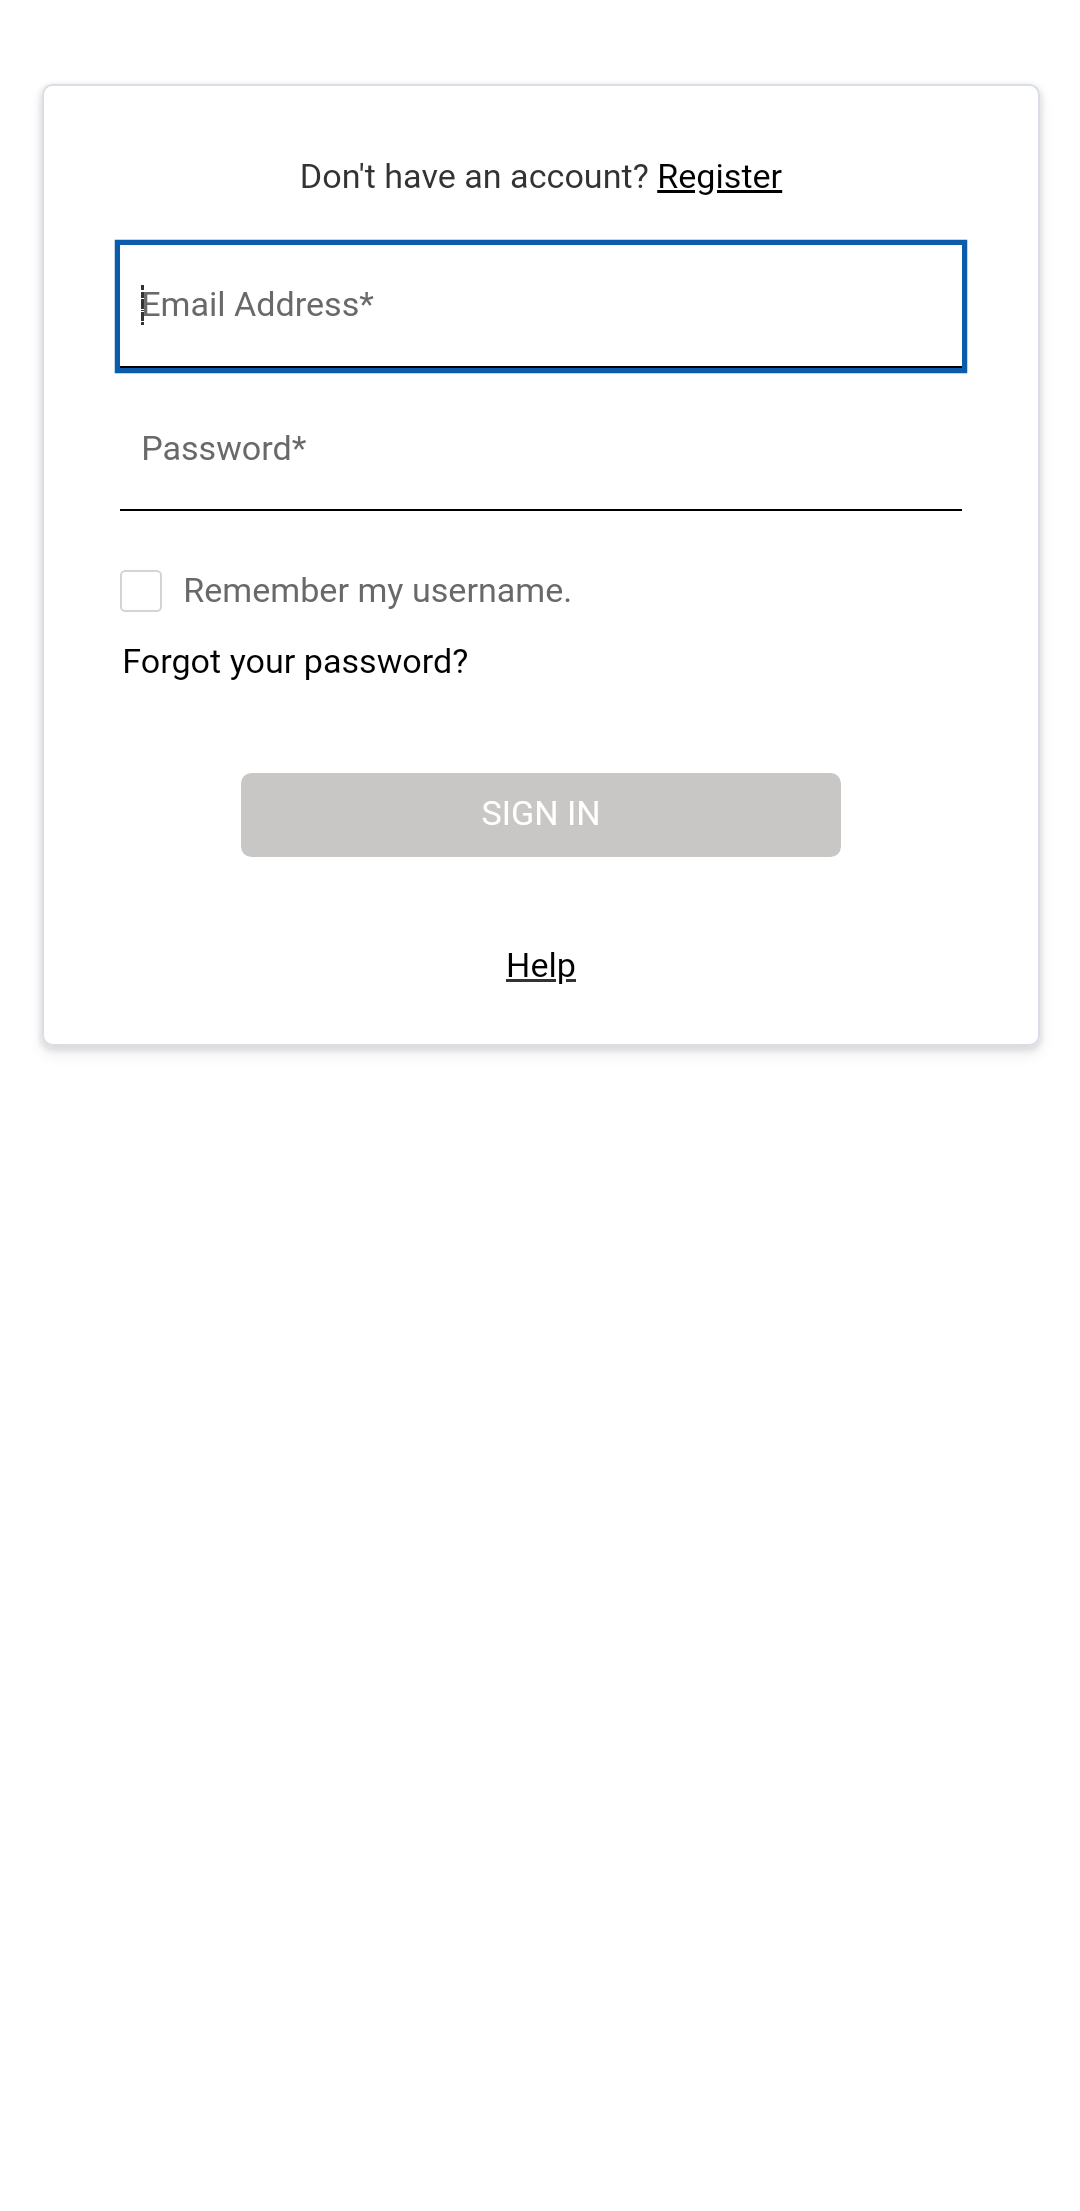 Don't have an account? Register
Email Address*
Password*
Remember my username.
Forgot your password?
SIGN IN
Help